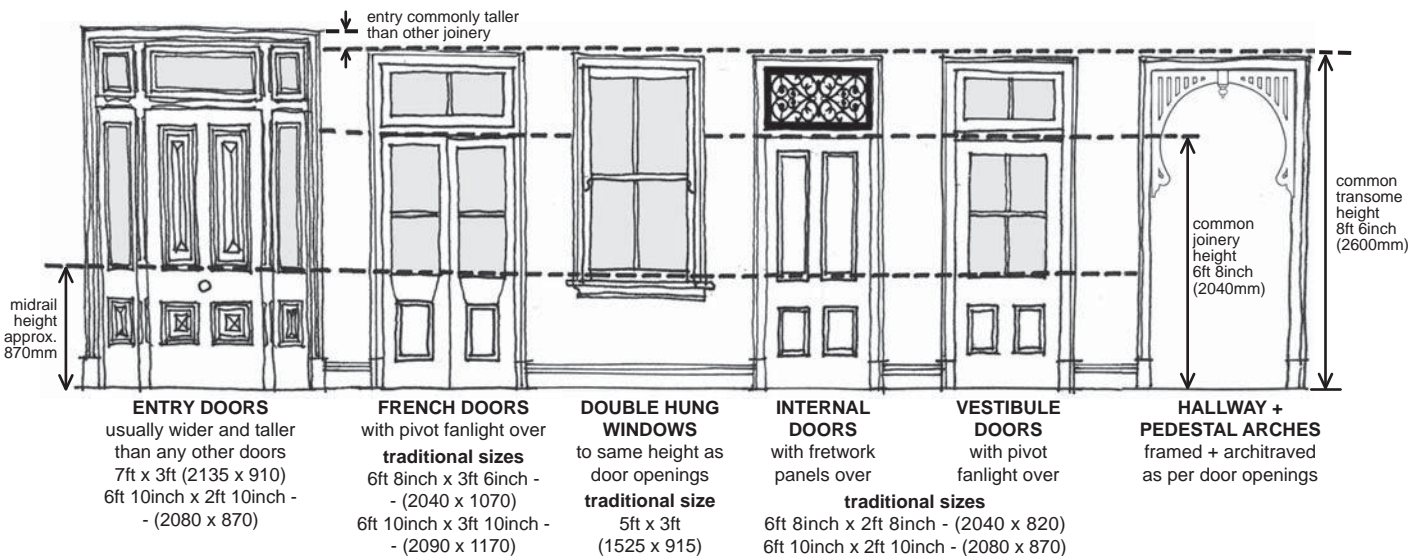 entry commonly taller
than other joinery
midrail
height
approx.
870mm
common
joinery
height
6ft 8inch
(2040mm)
common
transome
height
8ft 6inch
(2600mm)
ENTRY DOORS
usually wider and taller
than any other doors
7ft x 3ft (2135 x 910)
6ft 10inch x 2ft 10inch -
- (2080 x 870)
FRENCH DOORS
with pivot fanlight over
traditional sizes
6ft 8inch x 3ft 6inch -
- (2040 x 1070)
6ft 10inch x 3ft 10inch -
- (2090 x 1170)
DOUBLE HUNG
WINDOWS
to same height as
door openings
traditional size
5ft x 3ft
(1525 x 915)
INTERNAL
DOORS
with fretwork
panels over
VESTIBULE
DOORS
with pivot
fanlight over
traditional sizes
6ft 8inch x 2ft 8inch - (2040 x 820)
6ft 10inch x 2ft 10inch - (2080 x 870)
HALLWAY +
PEDESTAL ARCHES
framed + architraved
as per door openings